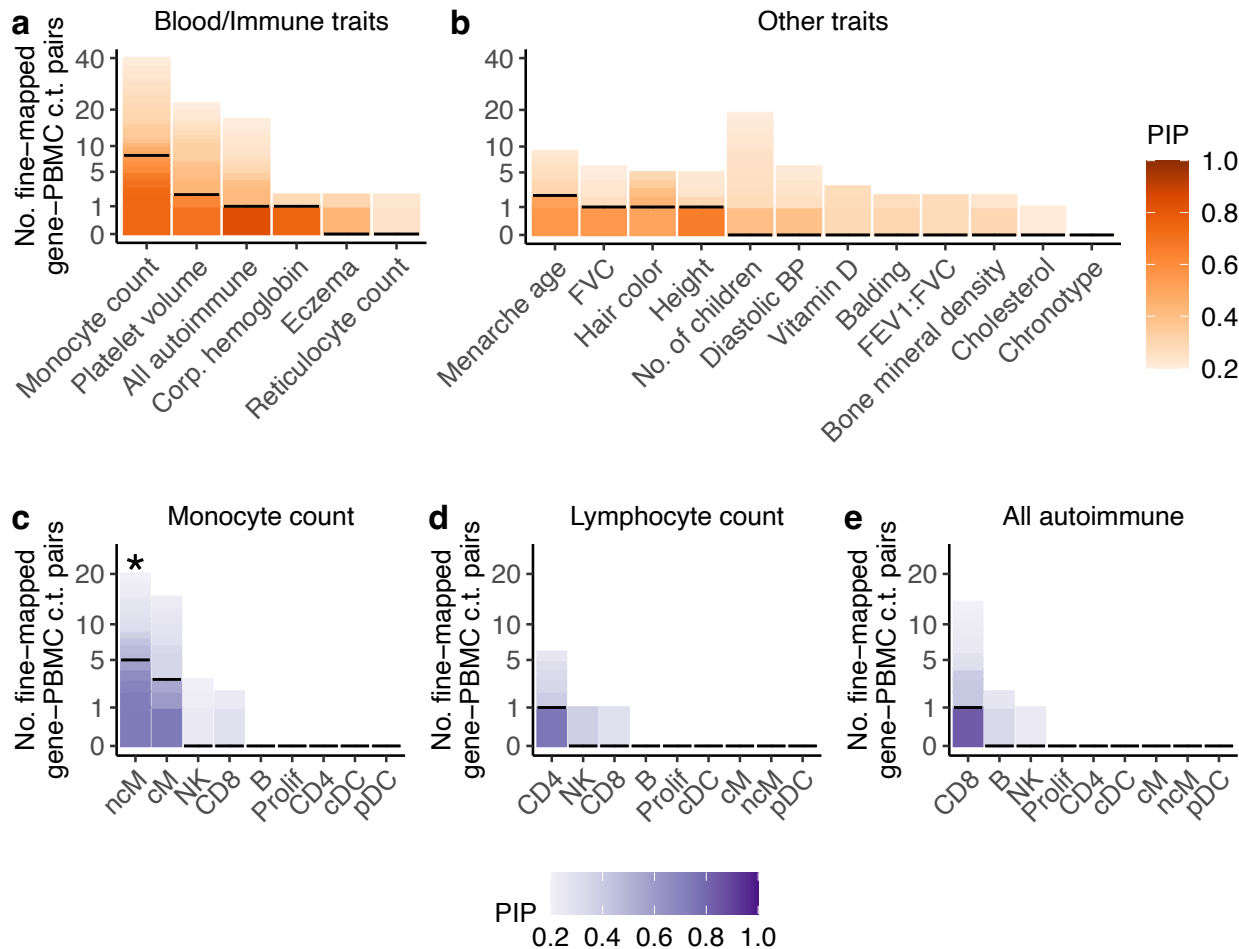 a Blood/Immune traits
No. fine−mapped
gene−PBMC c.t. pairs
40
20
10
5
1
0
Monocyte count
Platelet volume
All autoimmune
Corp. hemoglobin
Eczema
Reticulocyte count
b Other traits
40
20
10
5
1
0
Menarche age
FVC
Hair color
Height
No. of children
Diastolic BP
Vitamin D
Balding
FEV1:FVC
Bone mineral density
Cholesterol
Chronotype
PIP
1.0
0.8
0.6
0.4
0.2
c Monocyte count
No. fine−mapped
gene−PBMC c.t. pairs
20
10
5
1
0
*
ncM
cM
NK
CD8
B
Prolif
CD4
cDC
pDC
d Lymphocyte count
No. fine−mapped
gene−PBMC c.t. pairs
20
10
5
1
0
CD4
NK
CD8
B
Prolif
cDC
cM
ncM
pDC
e All autoimmune
No. fine−mapped
gene−PBMC c.t. pairs
20
10
5
1
0
CD8
B
NK
Prolif
CD4
cDC
cM
ncM
pDC
PIP
0.2 0.4 0.6 0.8 1.0